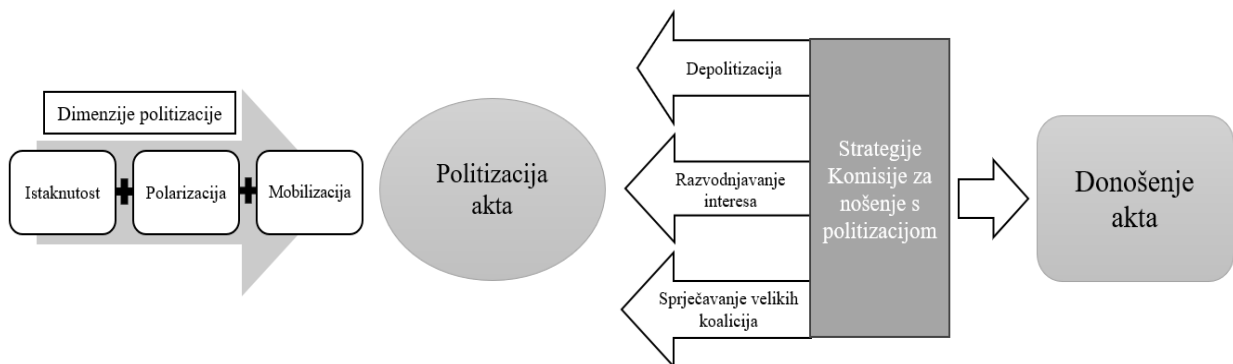 Dimenzije politizacije
Istaknutost
Polarizacija
Mobilizacija
Politizacija
akta
Depolitizacija
Razvodnjavanje
interesa
Sprječavanje velikih
koalicija
Strategije
Komisije za
nošenje s
politizacijom
Donošenje
akta